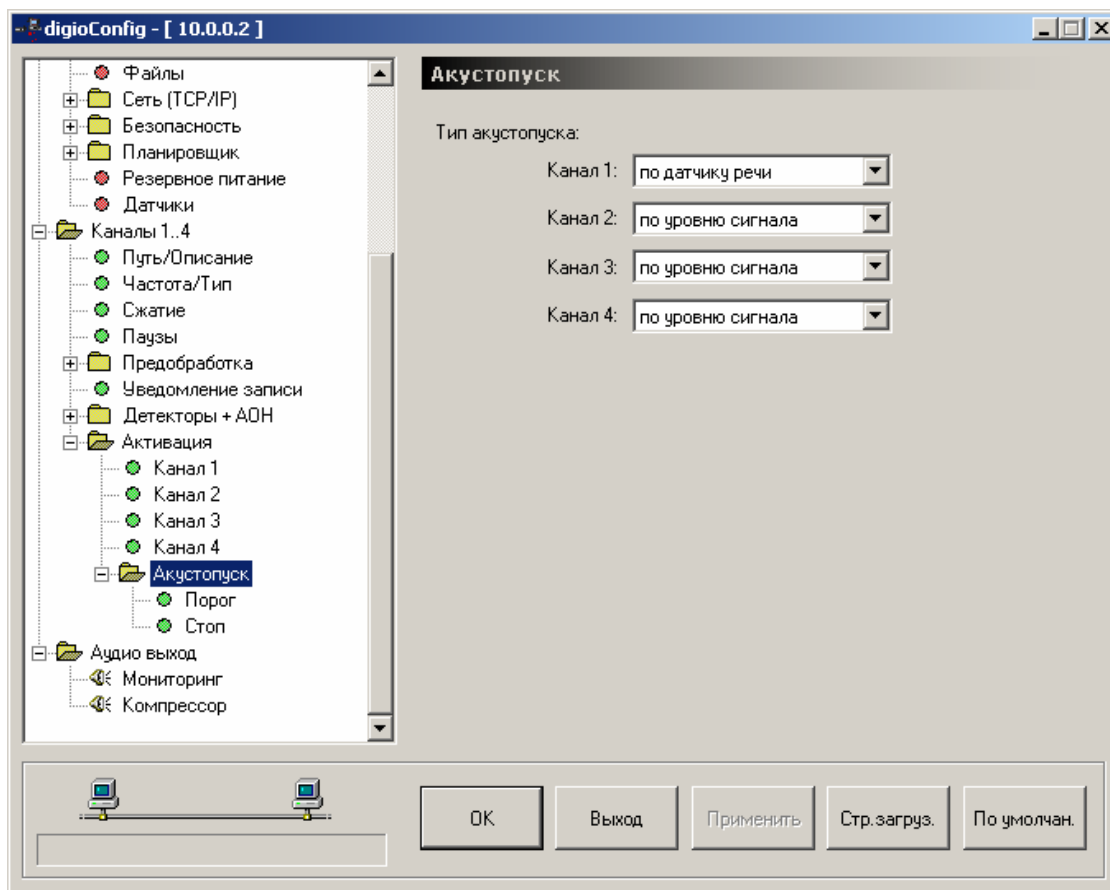 digioConfig - [ 10.0.0.2 ]
Файлы
Сеть (TCP/IP)
Безопасность
Планировщик
Резервное питание
Датчики
Каналы 1..4
Путь/Описание
Частота/Тип
Сжатие
Паузы
Предобработка
Уведомление записи
Детекторы + АОН
Активация
Канал 1
Канал 2
Канал 3
Канал 4
Акустопуск
Порог
Стоп
Аудио выход
Мониторинг
Компрессор
Акустопуск
Тип акустопуска:
Канал 1: по датчику речи
Канал 2: по уровню сигнала
Канал 3: по уровню сигнала
Канал 4: по уровню сигнала
OK Выход Применить Стр.загруз. По умолчан.